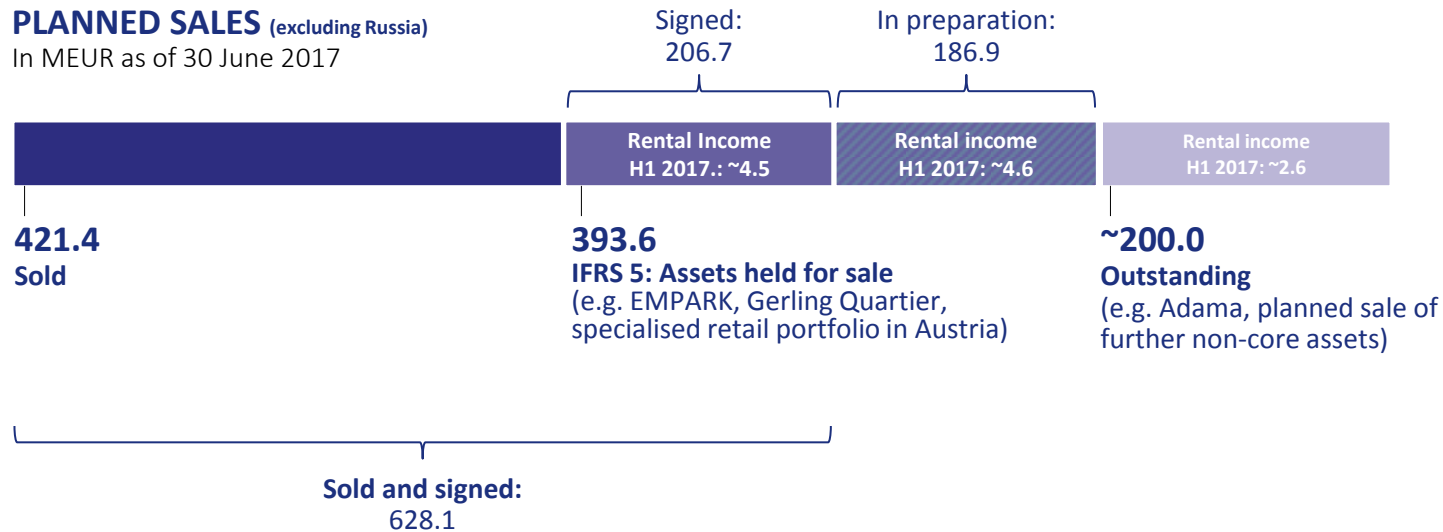 PLANNED SALES (excluding Russia)
In MEUR as of 30 June 2017
Signed:
206.7
In preparation:
186.9
Rental Income
H1 2017.: ~4.5
Rental income
H1 2017: ~4.6
Rental income
H1 2017: ~2.6
421.4
Sold
393.6
IFRS 5: Assets held for sale
(e.g. EMPARK, Gerling Quartier,
specialised retail portfolio in Austria)
~200.0
Outstanding
(e.g. Adama, planned sale of
further non-core assets)
Sold and signed:
628.1